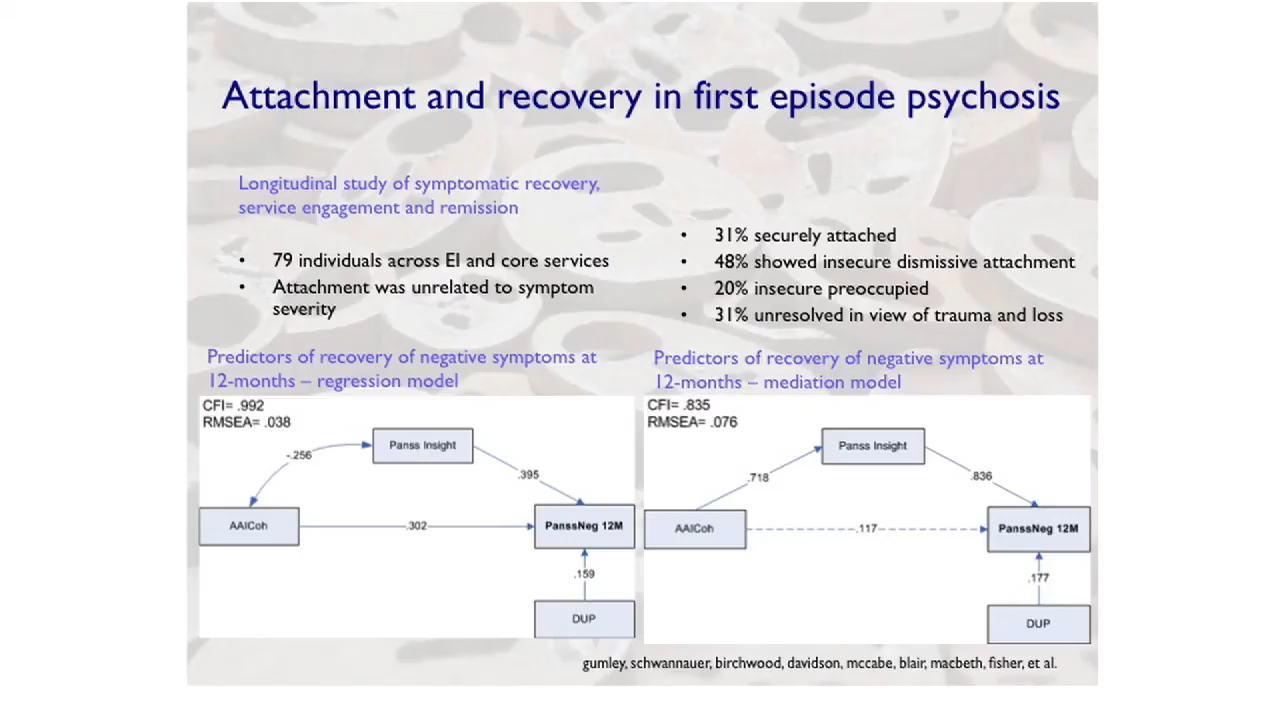 Attachment and recovery in first episode psychosis
Longitudinal study of symptomatic recovery,
service engagement and remission
• 79 individuals across EI and core services
• Attachment was unrelated to symptom
severity
• 31% securely attached
• 48% showed insecure dismissive attachment
• 20% insecure preoccupied
• 31% unresolved in view of trauma and loss
Predictors of recovery of negative symptoms at
12-months – regression model
CFI= .992
RMSEA= .038
Panss Insight
-.256
.395
AAICoh
.302
PanssNeg 12M
.159
DUP
Predictors of recovery of negative symptoms at
12-months – mediation model
CFI= .835
RMSEA= .076
Panss Insight
.718
.836
AAICoh
.117
PanssNeg 12M
.177
DUP
gumley, schwannauer, birchwood, davidson, mccabe, blair, macbeth, fisher, et al.